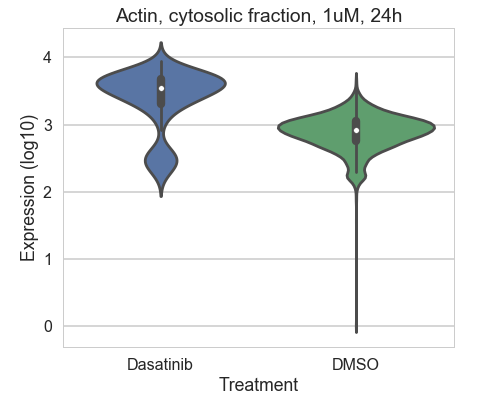 Actin, cytosolic fraction, 1uM, 24h
Expression (log10)
4
3
2
1
0
Dasatinib DMSO
Treatment